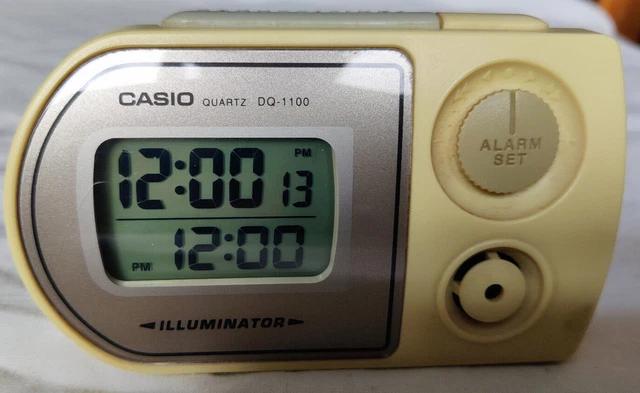 CASIO QUARTZ DQ-1100
PM
12:00 13
PM 12:00
ILLUMINATOR
ALARM
SET